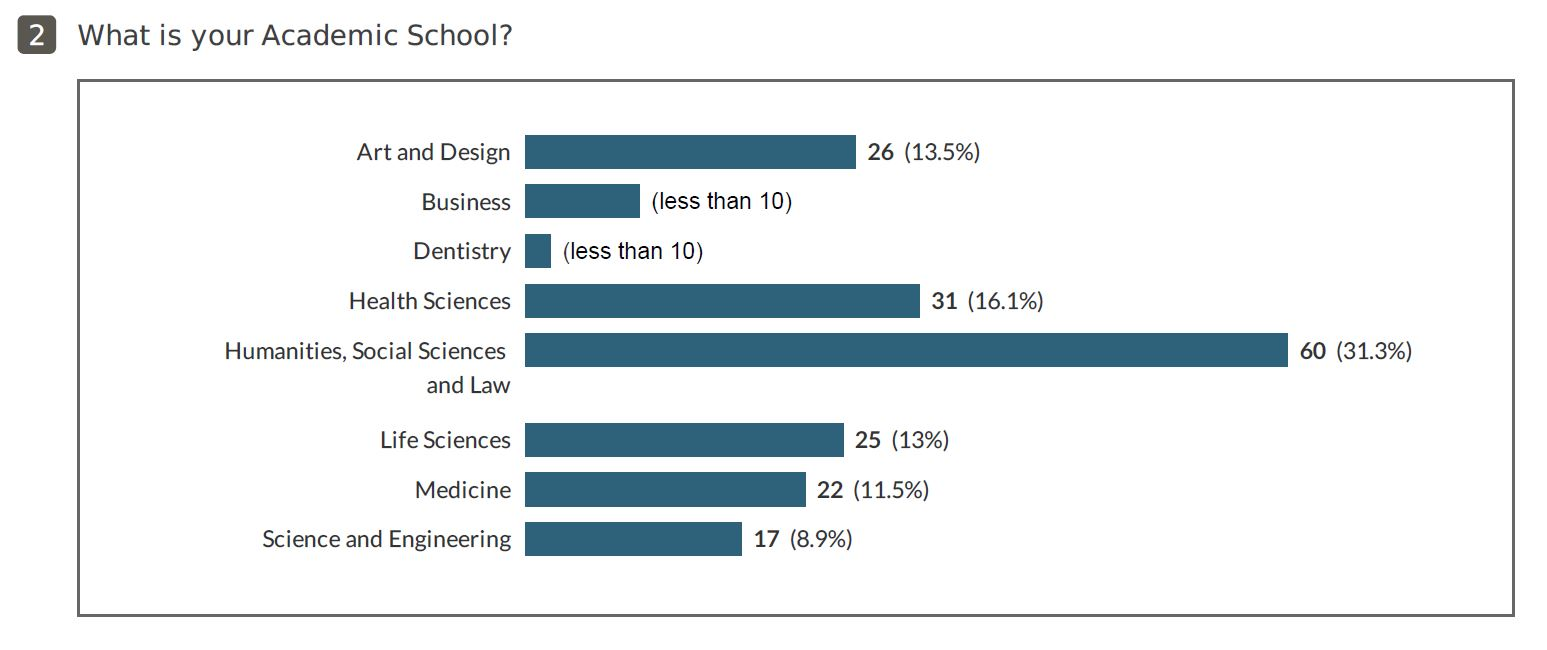 2 What is your Academic School?
Art and Design 26 (13.5%)
Business (less than 10)
Dentistry (less than 10)
Health Sciences 31 (16.1%)
Humanities, Social Sciences 60 (31.3%)
and Law
Life Sciences 25 (13%)
Medicine 22 (11.5%)
Science and Engineering 17 (8.9%)